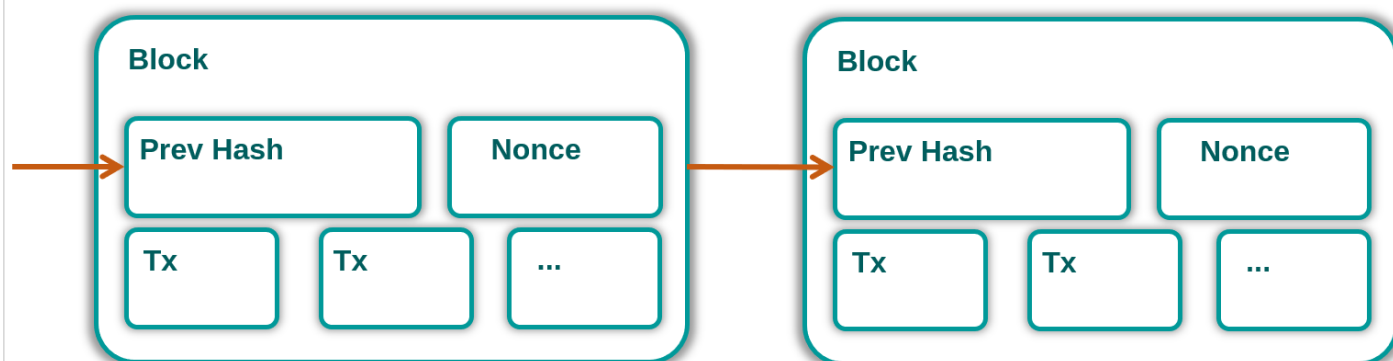 Block
Prev Hash
Nonce
Tx
Tx
...
Block
Prev Hash
Nonce
Tx
Tx
...